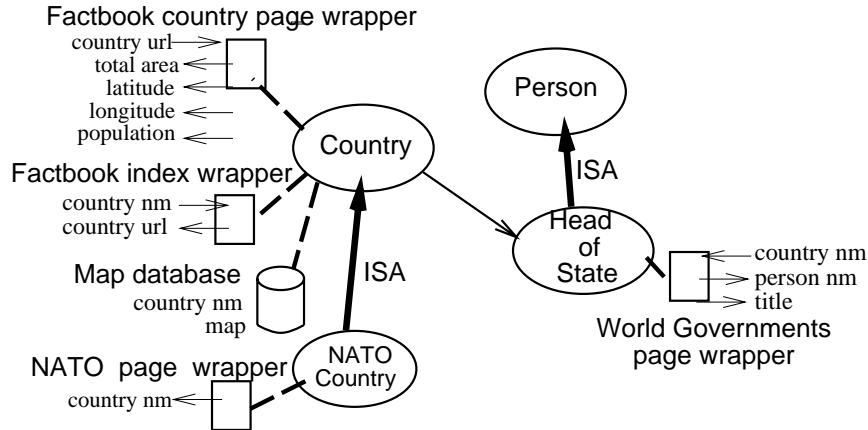 Factbook country page wrapper
country url
total area
latitude
longitude
population
Country
Person
ISA
Factbook index wrapper
country nm
country url
Head
of
State
country nm
person nm
title
World Governments
page wrapper
Map database
country nm
map
ISA
NATO page wrapper
country nm
NATO
Country